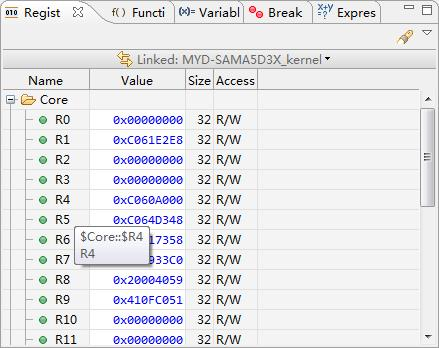 010 Regist f() Functi (x)= Variabl Break x+y Expres
Linked: MYD-SAMA5D3X_kernel
Name Value Size Access
Core
R0 0x00000000 32 R/W
R1 0xC061E2E8 32 R/W
R2 0x00000000 32 R/W
R3 0x00000000 32 R/W
R4 0xC060A000 32 R/W
R5 0xC064D348 32 R/W
R6 17358 32 R/W
R7 933C0 32 R/W
$Core::$R4
R4
R8 0x20004059 32 R/W
R9 0x410FC051 32 R/W
R10 0x00000000 32 R/W
R11 0x00000000 32 R/W